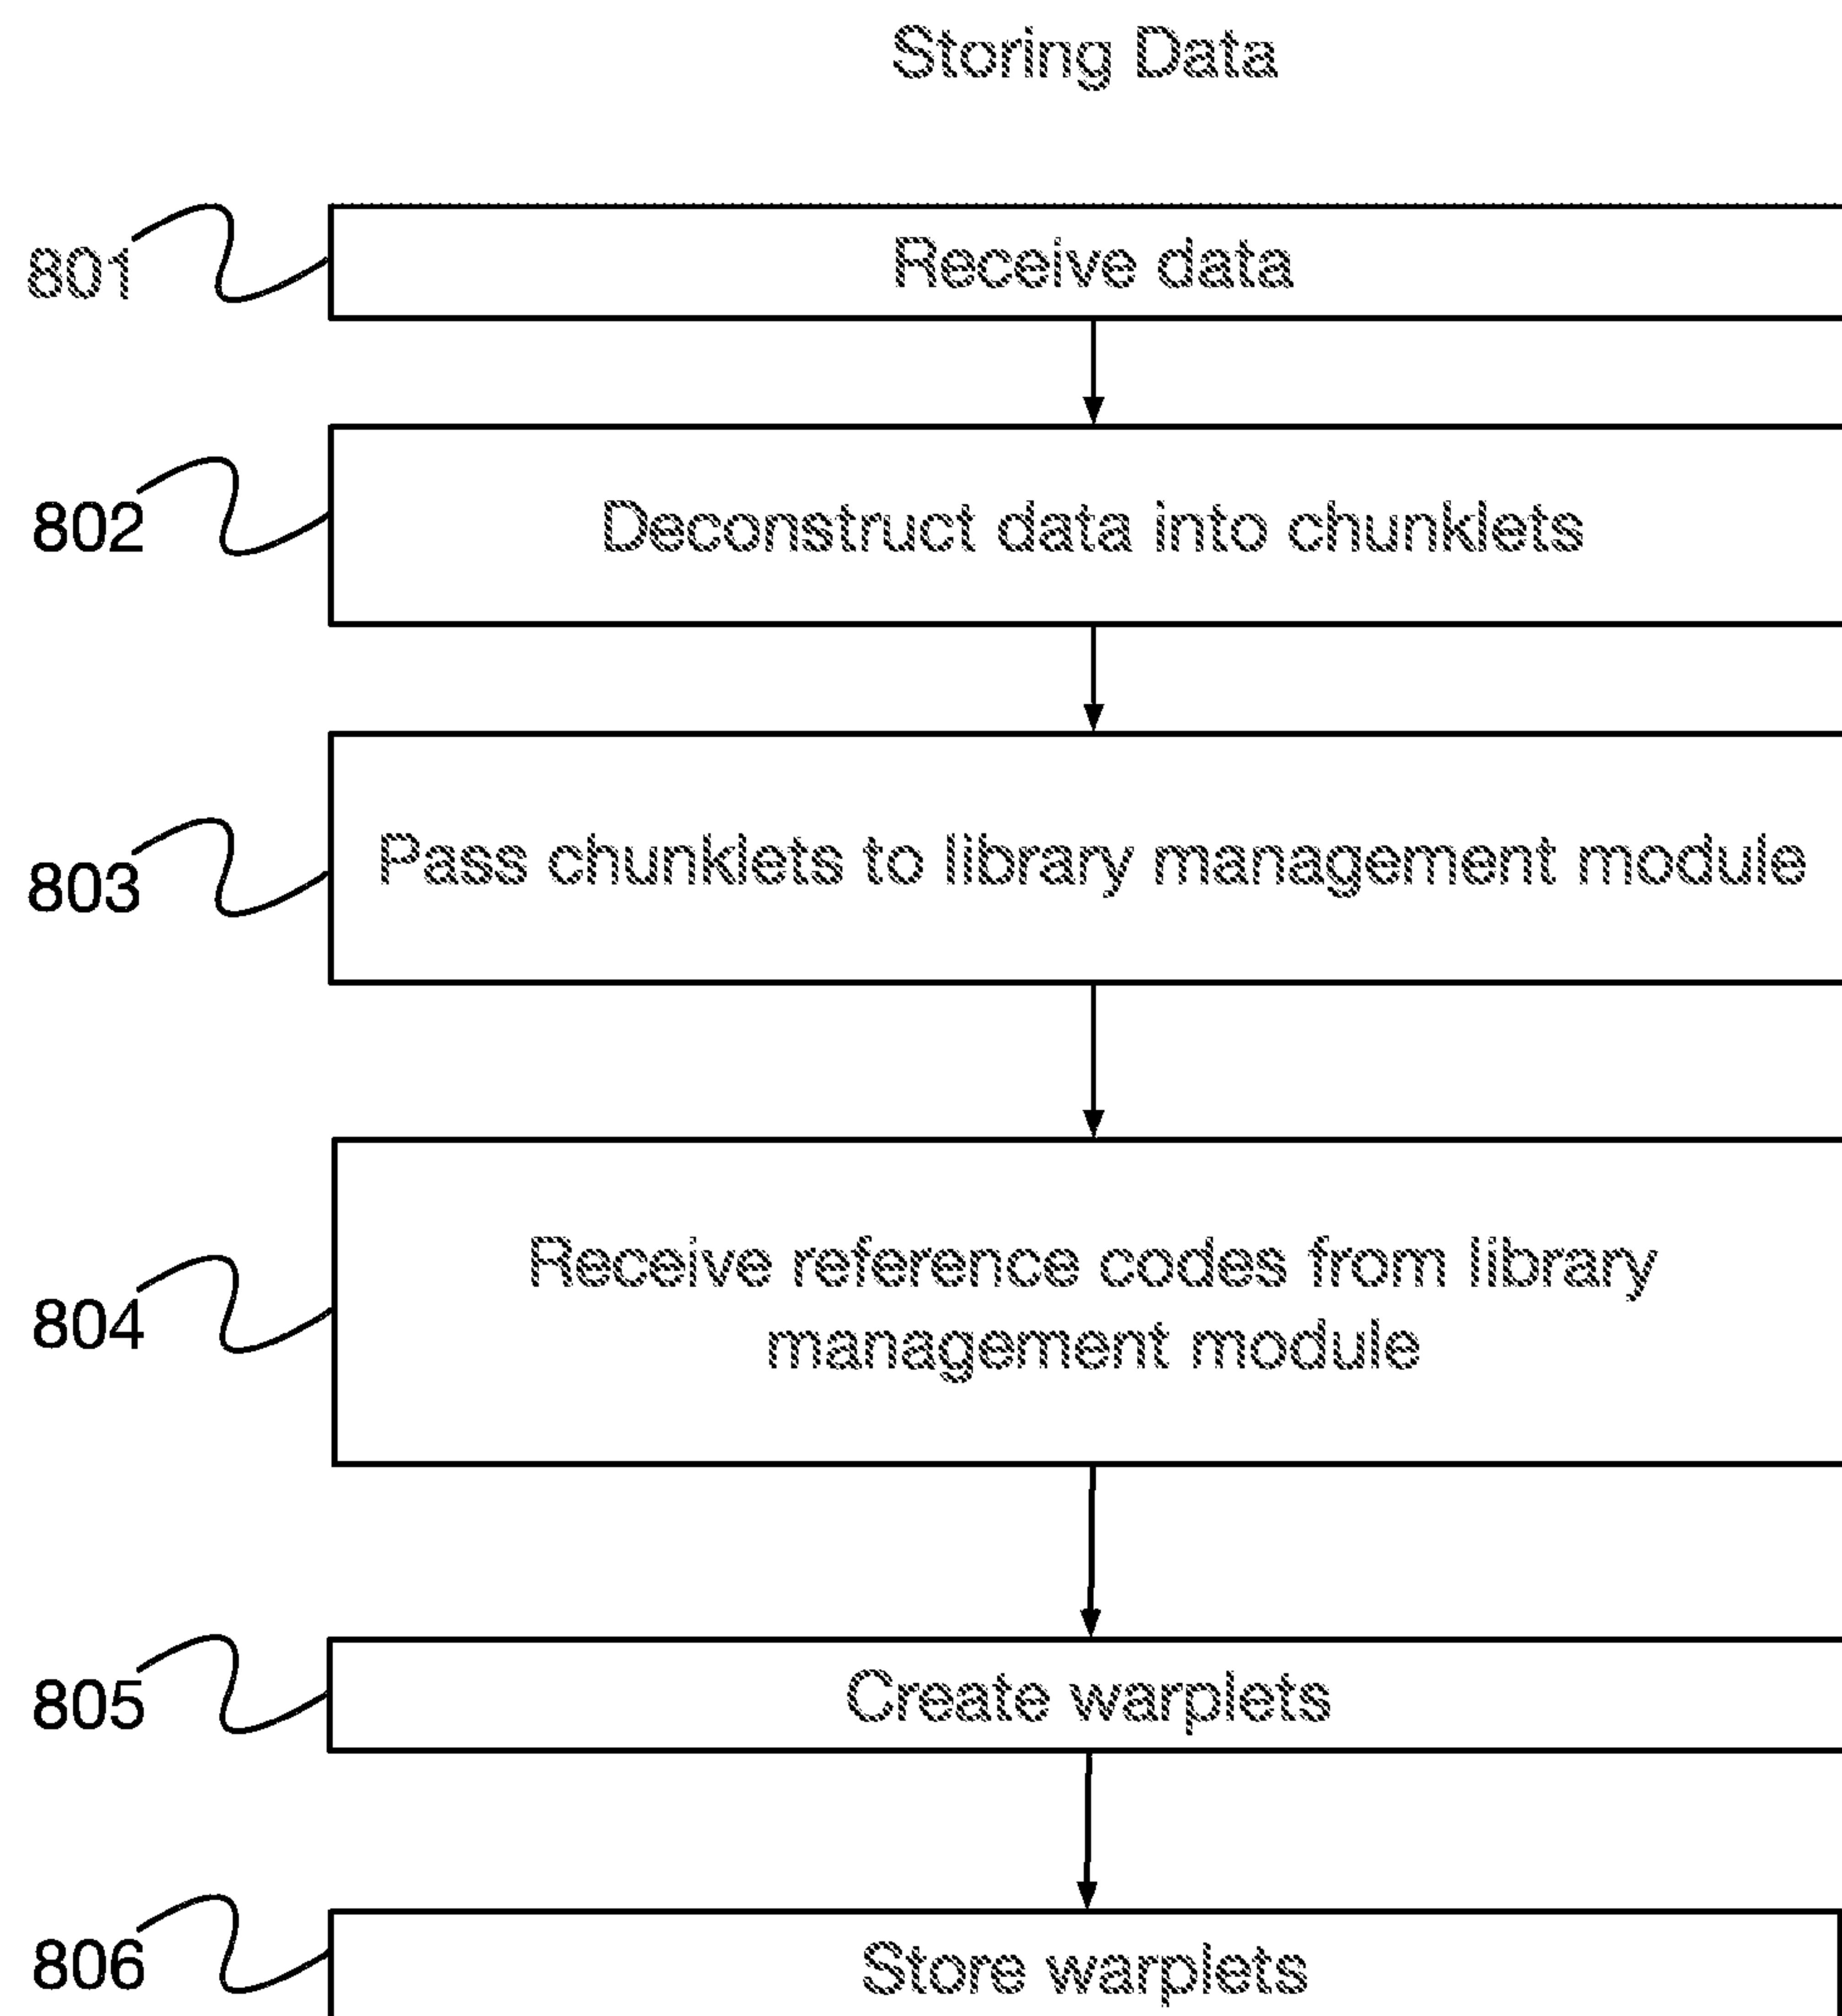 Storing Data
801
Receive data
802
Deconstruct data into chunklets
803
Pass chunklets to library management module
804
Receive reference codes from library
management module
805
Create warplets
806
Store warplets